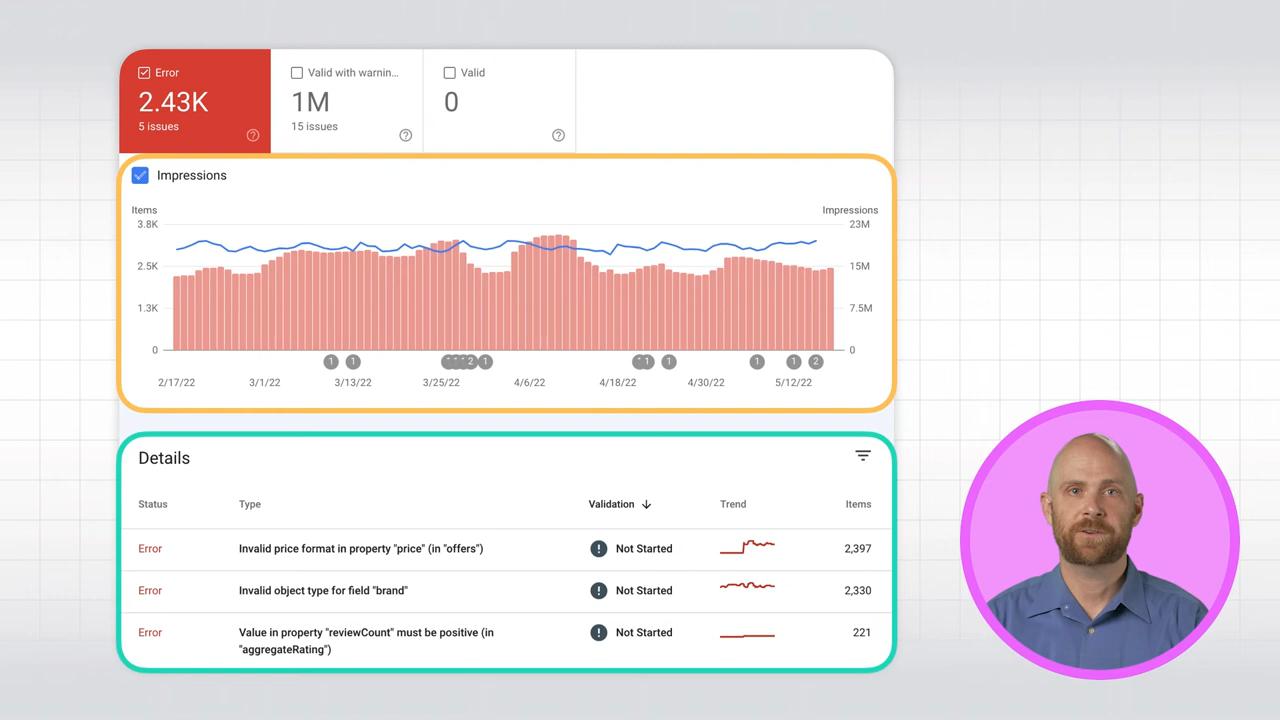 Error
Valid with warnin...
Valid
2.43K
1M
0
5 issues
15 issues
Impressions
Items
Impressions
3.8K
23M
2.5K
15M
1.3K
7.5M
0
0
1 1 2 1 1 1 1 1 2
2/17/22 3/1/22 3/13/22 3/25/22 4/6/22 4/18/22 4/30/22 5/12/22
Details
Status Type Validation Trend Items
Error Invalid price format in property "price" (in "offers") Not Started 2,397
Error Invalid object type for field "brand" Not Started 2,330
Error Value in property "reviewCount" must be positive (in Not Started 221
"aggregateRating")